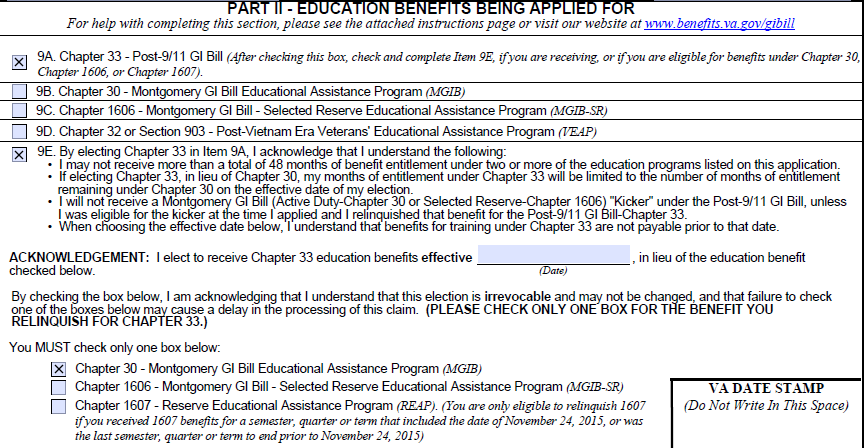 PART II - EDUCATION BENEFITS BEING APPLIED FOR
For help with completing this section, please see the attached instructions page or visit our website at www.benefits.va.gov/gibill
9A. Chapter 33 - Post-9/11 GI Bill (After checking this box, check and complete Item 9E, if you are receiving, or if you are eligible for benefits under Chapter 30,
Chapter 1606, or Chapter 1607).
9B. Chapter 30 - Montgomery GI Bill Educational Assistance Program (MGIB)
9C. Chapter 1606 - Montgomery GI Bill - Selected Reserve Educational Assistance Program (MGIB-SR)
9D. Chapter 32 or Section 903 - Post-Vietnam Era Veterans' Educational Assistance Program (VEAP)
9E. By electing Chapter 33 in Item 9A, I acknowledge that I understand the following:
• I may not receive more than a total of 48 months of benefit entitlement under two or more of the education programs listed on this application.
• If electing Chapter 33, in lieu of Chapter 30, my months of entitlement under Chapter 33 will be limited to the number of months of entitlement
remaining under Chapter 30 on the effective date of my election.
• I will not receive a Montgomery GI Bill (Active Duty-Chapter 30 or Selected Reserve-Chapter 1606) "Kicker" under the Post-9/11 GI Bill, unless
I was eligible for the kicker at the time I applied and I relinquished that benefit for the Post-9/11 GI Bill-Chapter 33.
• When choosing the effective date below, I understand that benefits for training under Chapter 33 are not payable prior to that date.
ACKNOWLEDGEMENT: I elect to receive Chapter 33 education benefits effective , in lieu of the education benefit
(Date)
checked below.
By checking the box below, I am acknowledging that I understand that this election is irrevocable and may not be changed, and that failure to check
one of the boxes below may cause a delay in the processing of this claim. (PLEASE CHECK ONLY ONE BOX FOR THE BENEFIT YOU
RELINQUISH FOR CHAPTER 33.)
You MUST check only one box below:
Chapter 30 - Montgomery GI Bill Educational Assistance Program (MGIB)
Chapter 1606 - Montgomery GI Bill - Selected Reserve Educational Assistance Program (MGIB-SR)
Chapter 1607 - Reserve Educational Assistance Program (REAP). (You are only eligible to relinquish 1607
if you received 1607 benefits for a semester, quarter or term that included the date of November 24, 2015, or was
the last semester, quarter or term to end prior to November 24, 2015)
VA DATE STAMP
(Do Not Write In This Space)